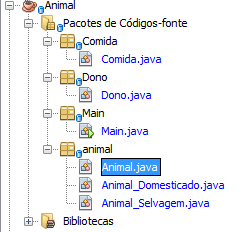 Animal
Pacotes de Códigos-fonte
Comida
Comida.java
Dono
Dono.java
Main
Main.java
animal
Animal.java
Animal_Domesticado.java
Animal_Selvagem.java
Bibliotecas